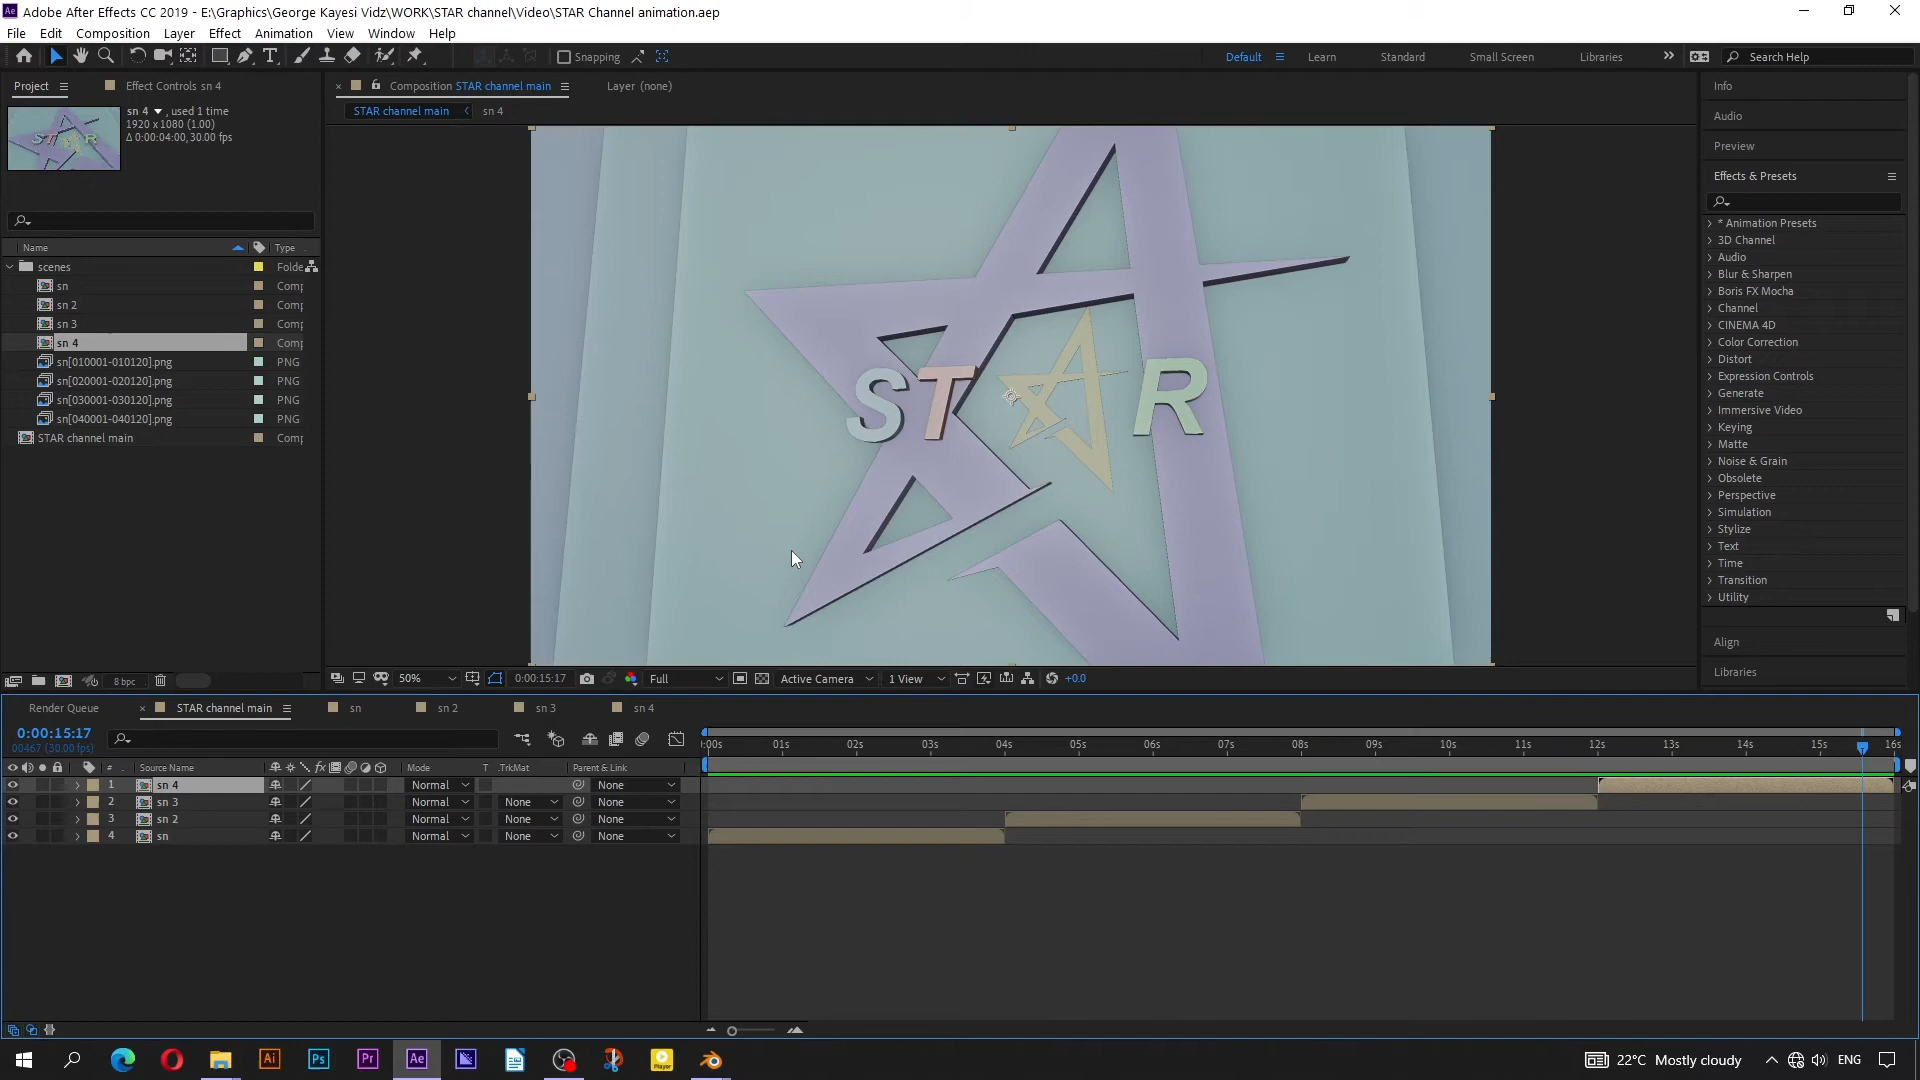 Adobe After Effects CC 2019 - E:\Graphics\George Kayesi Vidz\WORK\STAR channel\Video\STAR Channel animation.aep
File Edit Composition Layer Effect Animation View Window Help
Snapping Default Learn Standard Small Screen Libraries Search Help
Project Effect Controls sn 4 Composition STAR channel main Layer (none) Info
STAR channel main sn 4
sn 4, used 1 time
1920 x 1080 (1.00)
Δ 0:00:04:00, 30.00 fps
Audio
Preview
Effects & Presets
Name Type
* Animation Presets
3D Channel
Audio
Blur & Sharpen
Boris FX Mocha
Channel
CINEMA 4D
Color Correction
Distort
Expression Controls
Generate
Immersive Video
Keying
Matte
Noise & Grain
Obsolete
Perspective
Simulation
Stylize
Text
Time
Transition
Utility
Align
Libraries
scenes Folde
sn Comp
sn 2 Comp
sn 3 Comp
sn 4 Comp
sn[010001-010120].png PNG
sn[020001-020120].png PNG
sn[030001-030120].png PNG
sn[040001-040120].png PNG
STAR channel main Comp
ST R
8 bpc 50% 0:00:15:17 Full Active Camera 1 View +0.0
Render Queue STAR channel main sn sn 2 sn 3 sn 4
0:00:15:17
00467 (30.00 fps)
:00s 01s 02s 03s 04s 05s 06s 07s 08s 09s 10s 11s 12s 13s 14s 15s 16s
# Source Name fx Mode T .TrkMat Parent & Link
1 sn 4 Normal None
2 sn 3 Normal None None
3 sn 2 Normal None None
4 sn Normal None None
Ai Ps Pr Ae Player 22°C Mostly cloudy ENG